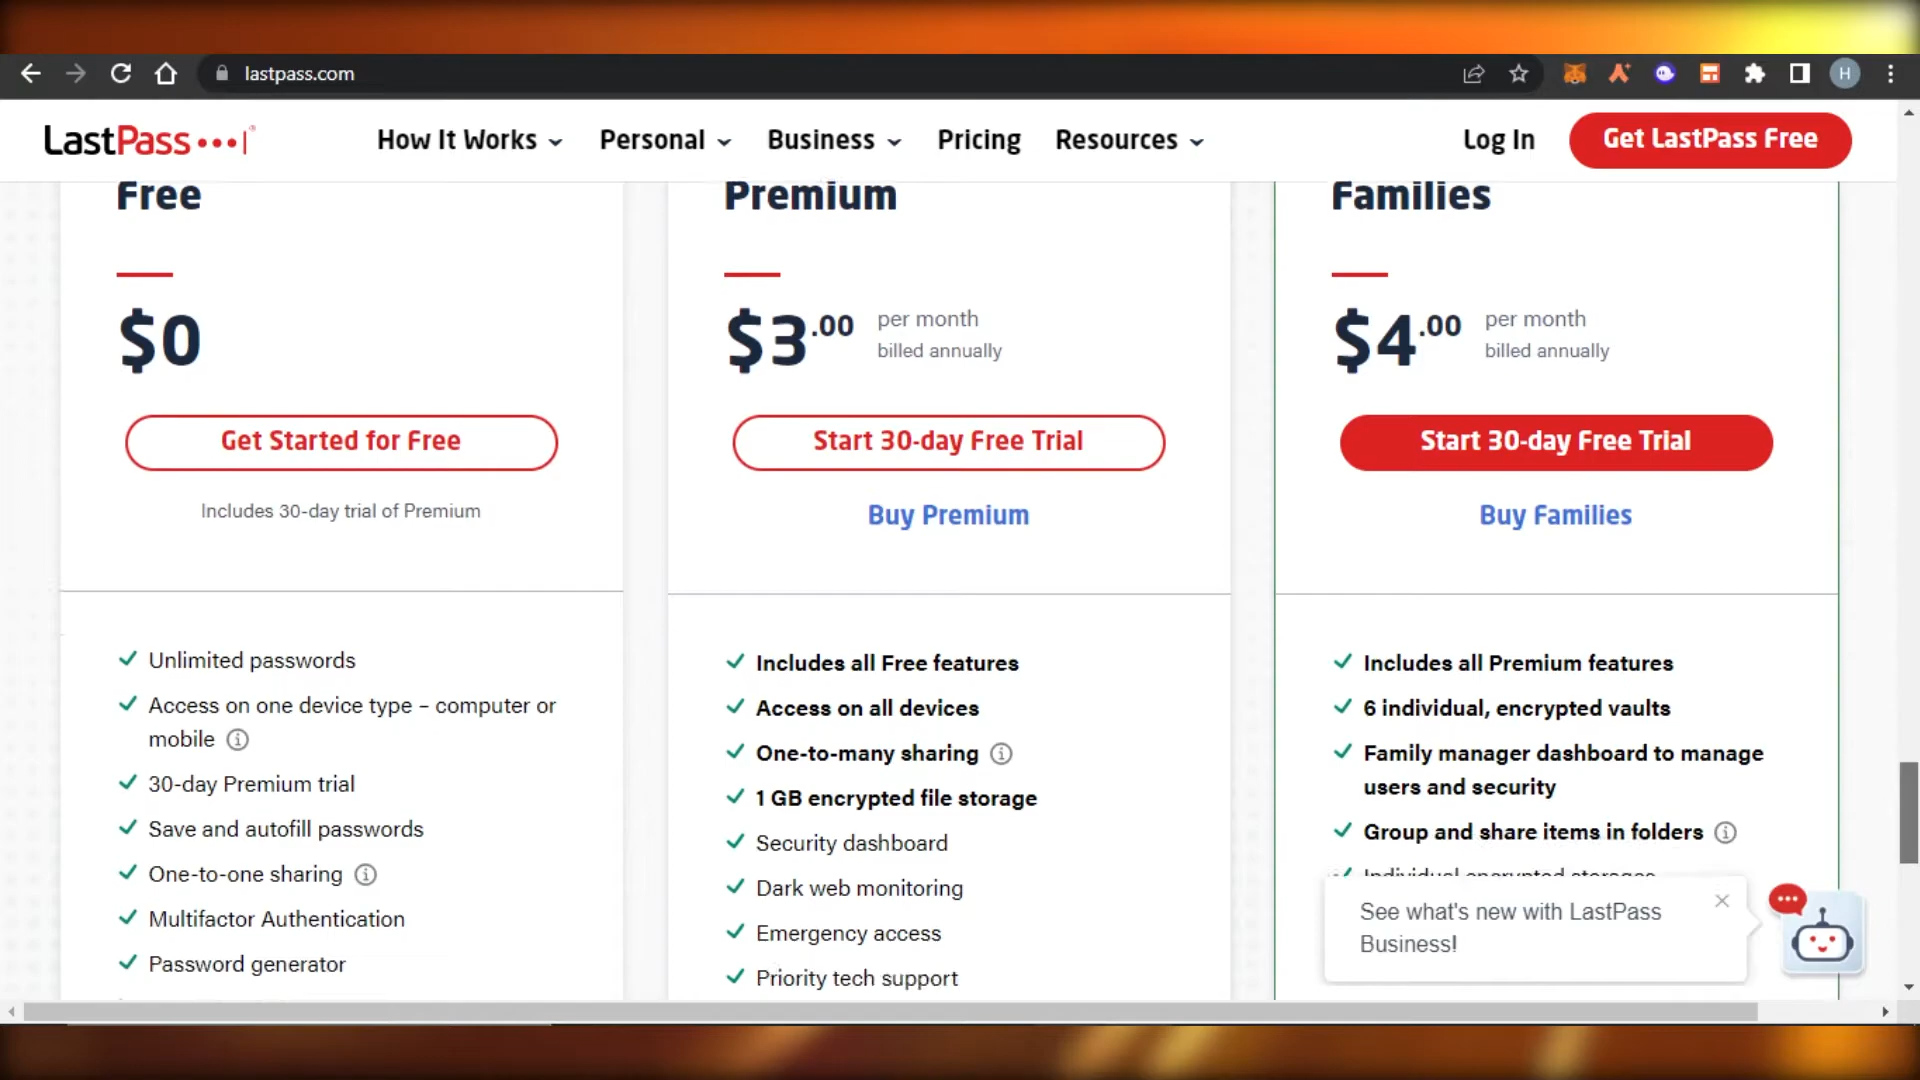 lastpass.com
H
LastPass
How It Works
Personal
Business
Pricing
Resources
Log In
Get LastPass Free
Free
$0
Get Started for Free
Includes 30-day trial of Premium
Unlimited passwords
Access on one device type – computer or
mobile
30-day Premium trial
Save and autofill passwords
One-to-one sharing
Multifactor Authentication
Password generator
Premium
$3.00
per month
billed annually
Start 30-day Free Trial
Buy Premium
Includes all Free features
Access on all devices
One-to-many sharing
1 GB encrypted file storage
Security dashboard
Dark web monitoring
Emergency access
Priority tech support
Families
$4.00
per month
billed annually
Start 30-day Free Trial
Buy Families
Includes all Premium features
6 individual, encrypted vaults
Family manager dashboard to manage
users and security
Group and share items in folders
Individual encrypted storages
See what's new with LastPass
Business!